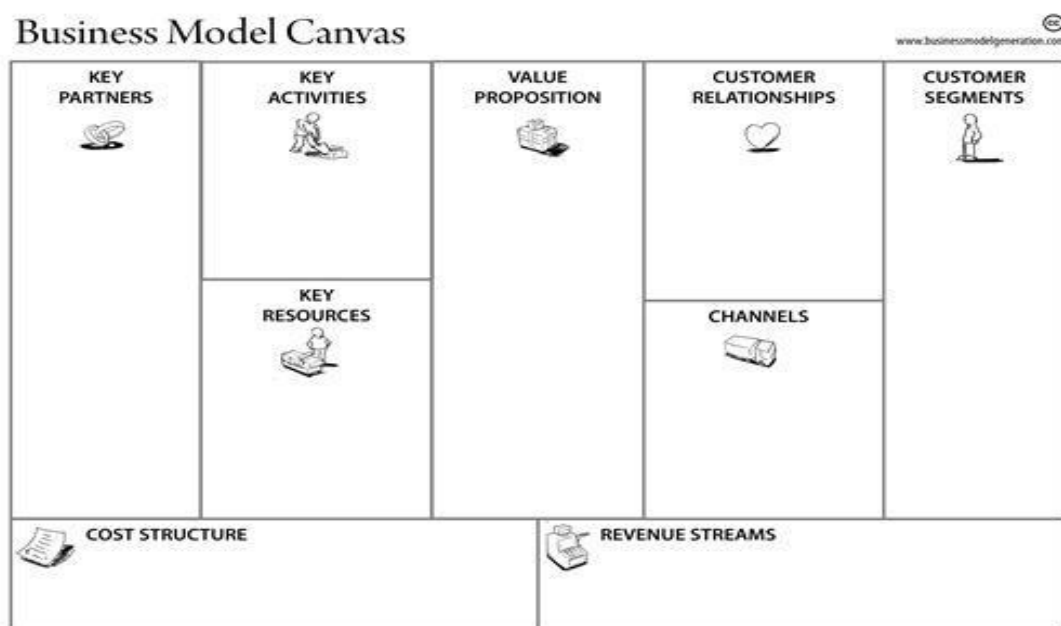 Business Model Canvas
cc
www.businessmodelgeneration.com
KEY
PARTNERS
KEY
ACTIVITIES
VALUE
PROPOSITION
CUSTOMER
RELATIONSHIPS
CUSTOMER
SEGMENTS
KEY
RESOURCES
CHANNELS
COST STRUCTURE
REVENUE STREAMS